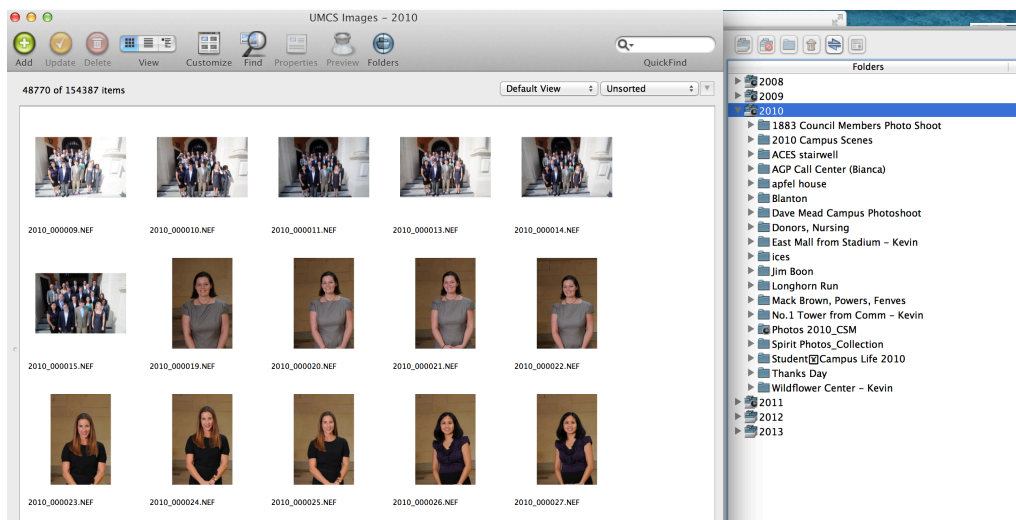 UMCS Images – 2010
Add Update Delete View Customize Find Properties Preview Folders QuickFind
48770 of 154387 items
Default View Unsorted
2010_000009.NEF 2010_000010.NEF 2010_000011.NEF 2010_000013.NEF 2010_000014.NEF
2010_000015.NEF 2010_000019.NEF 2010_000020.NEF 2010_000021.NEF 2010_000022.NEF
2010_000023.NEF 2010_000024.NEF 2010_000025.NEF 2010_000026.NEF 2010_000027.NEF
Folders
2008
2009
2010
1883 Council Members Photo Shoot
2010 Campus Scenes
ACES stairwell
AGP Call Center (Bianca)
apfel house
Blanton
Dave Mead Campus Photoshoot
Donors, Nursing
East Mall from Stadium – Kevin
ices
Jim Boon
Longhorn Run
Mack Brown, Powers, Fenves
No.1 Tower from Comm – Kevin
Photos 2010_CSM
Spirit Photos_Collection
Student Campus Life 2010
Thanks Day
Wildflower Center – Kevin
2011
2012
2013